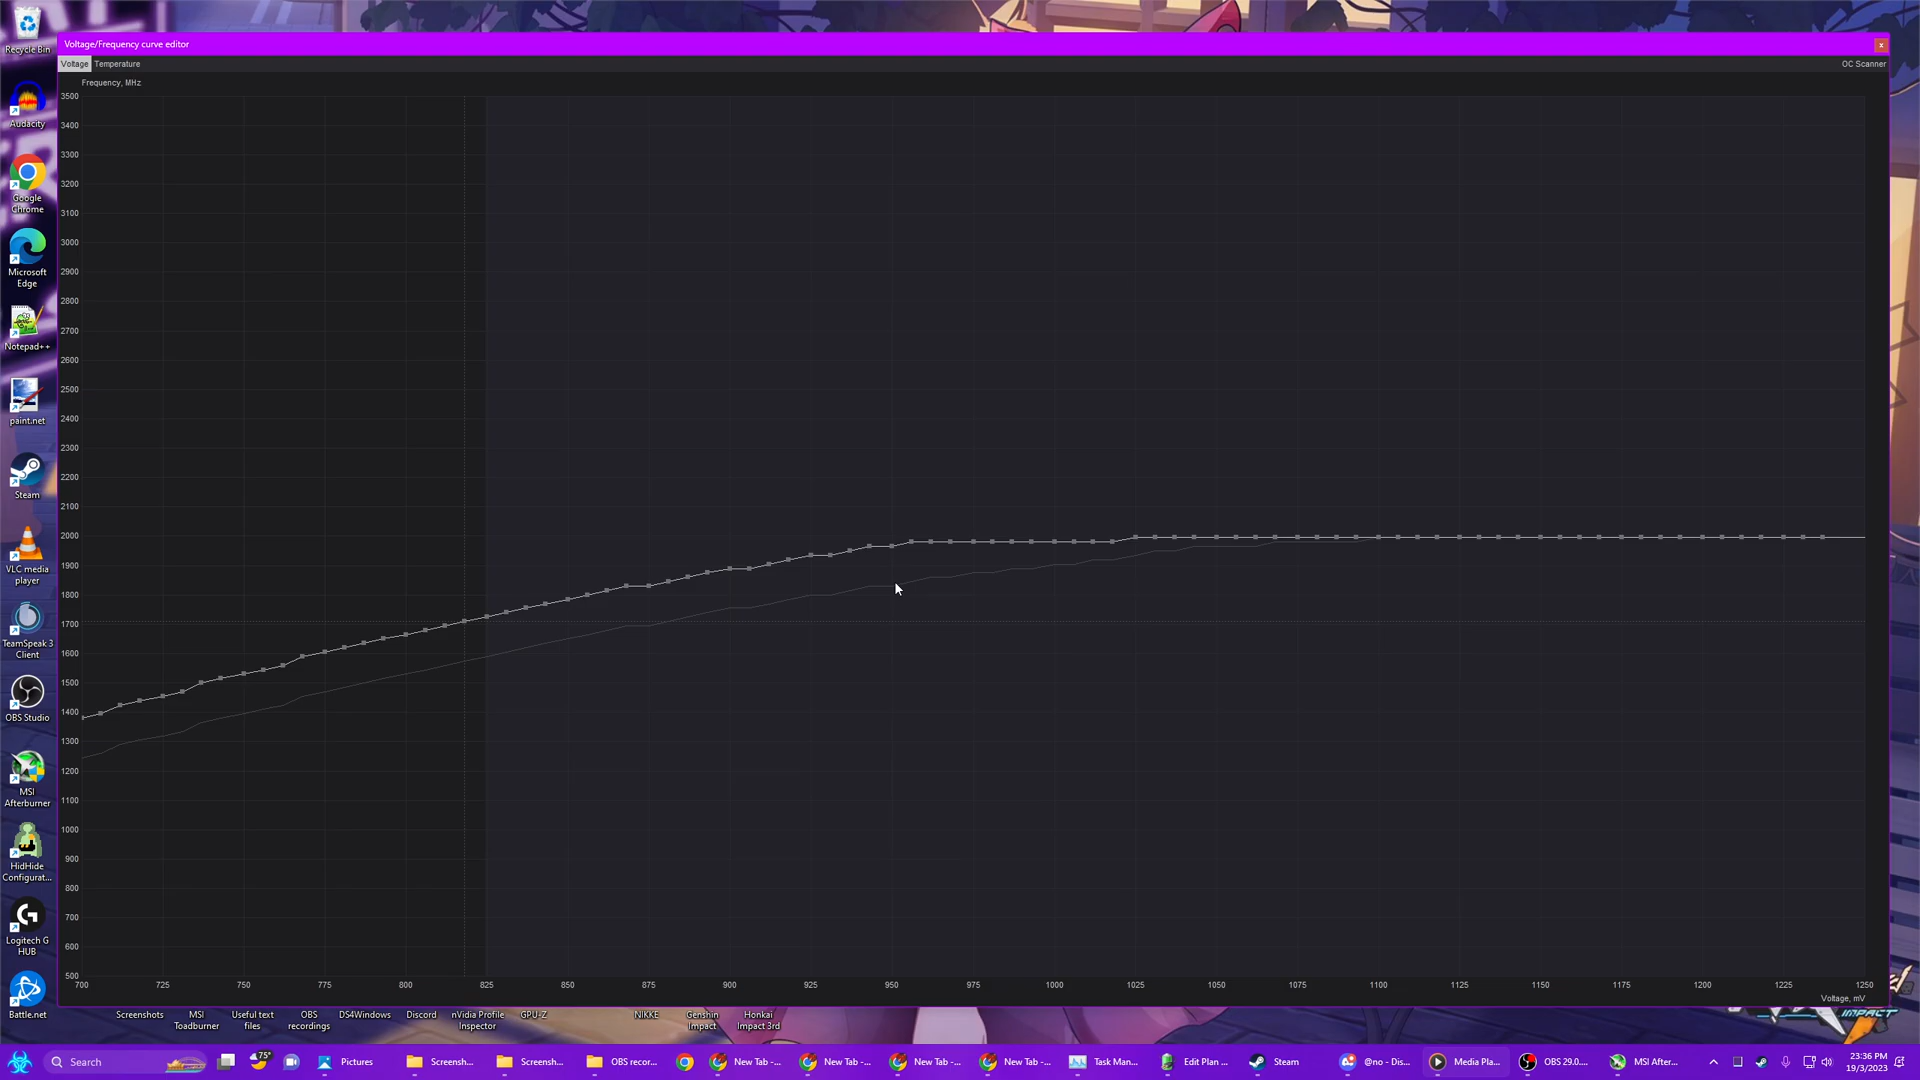 Voltage/Frequency curve editor
x
Voltage Temperature
OC Scanner
Frequency, MHz
3500
3400
3300
3200
3100
3000
2900
2800
2700
2600
2500
2400
2300
2200
2100
2000
1900
1800
1700
1600
1500
1400
1300
1200
1100
1000
900
800
700
600
500
700 725 750 775 800 825 850 875 900 925 950 975 1000 1025 1050 1075 1100 1125 1150 1175 1200 1225 1250
Voltage, mV
Recycle Bin
Audacity
Google
Chrome
Microsoft
Edge
Notepad++
paint.net
Steam
VLC media
player
TeamSpeak 3
Client
OBS Studio
MSI
Afterburner
HidHide
Configurat...
Logitech G
HUB
Battle.net
Screenshots
MSI
Toadburner
Useful text
files
OBS
recordings
DS4Windows
Discord
nVidia Profile
Inspector
GPU-Z
NIKKE
Genshin
Impact
Honkai
Impact 3rd
IMPACT
Search
75°
Pictures
Screensh...
Screensh...
OBS recor...
New Tab -...
New Tab -...
New Tab -...
New Tab -...
Task Man...
Edit Plan ...
Steam
@no - Dis...
Media Pla...
OBS 29.0....
MSI After...
23:36 PM
19/3/2023